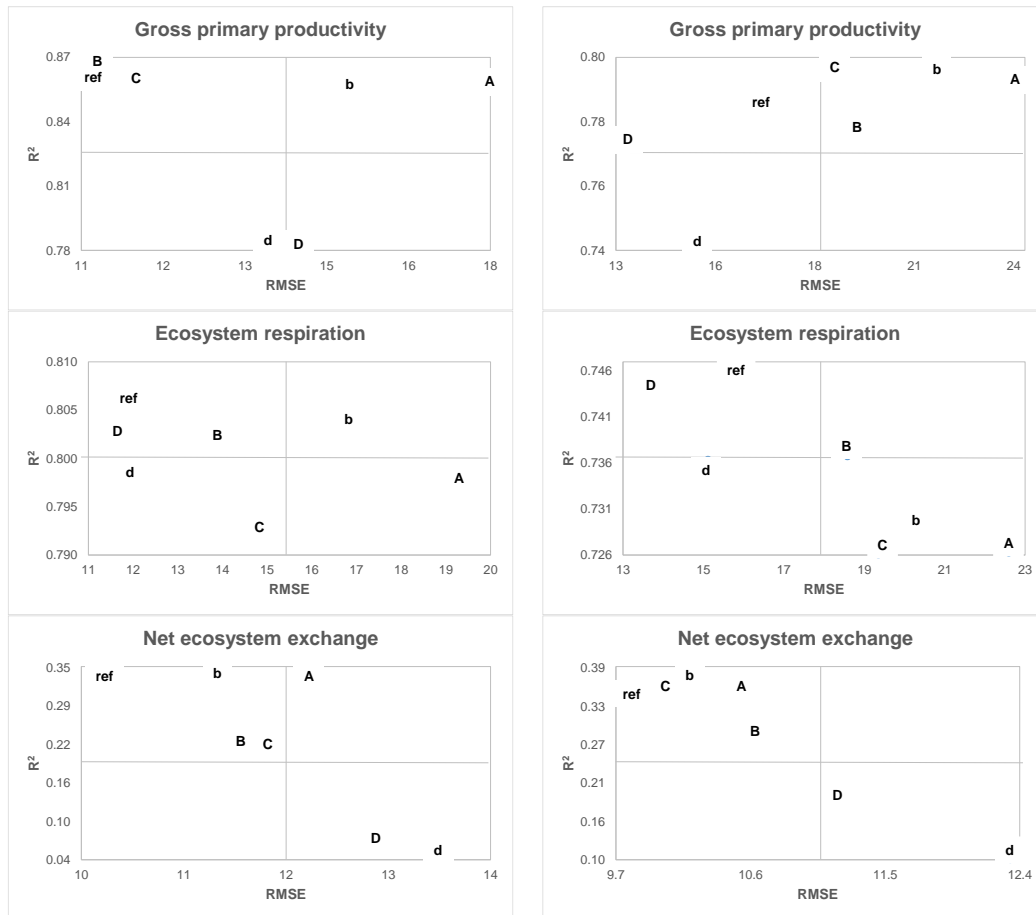 Gross primary productivity
0.87
0.84
0.81
0.78
R²
B
ref
C
b
A
d
D
11 12 13 15 16 18
RMSE
Gross primary productivity
0.80
0.78
0.76
0.74
R²
C
b
A
ref
B
D
d
13 16 18 21 24
RMSE
Ecosystem respiration
0.810
0.805
0.800
0.795
0.790
R²
ref
b
D
B
d
A
C
11 12 14 15 16 18 19 20
RMSE
Ecosystem respiration
0.746
0.741
0.736
0.731
0.726
R²
ref
D
B
d
b
C
A
13 15 17 19 21 23
RMSE
Net ecosystem exchange
0.35
0.29
0.22
0.16
0.10
0.04
R²
ref
b
A
B
C
D
d
10 11 12 13 14
RMSE
Net ecosystem exchange
0.39
0.33
0.27
0.21
0.16
0.10
R²
ref
C
b
A
B
D
d
9.7 10.6 11.5 12.4
RMSE